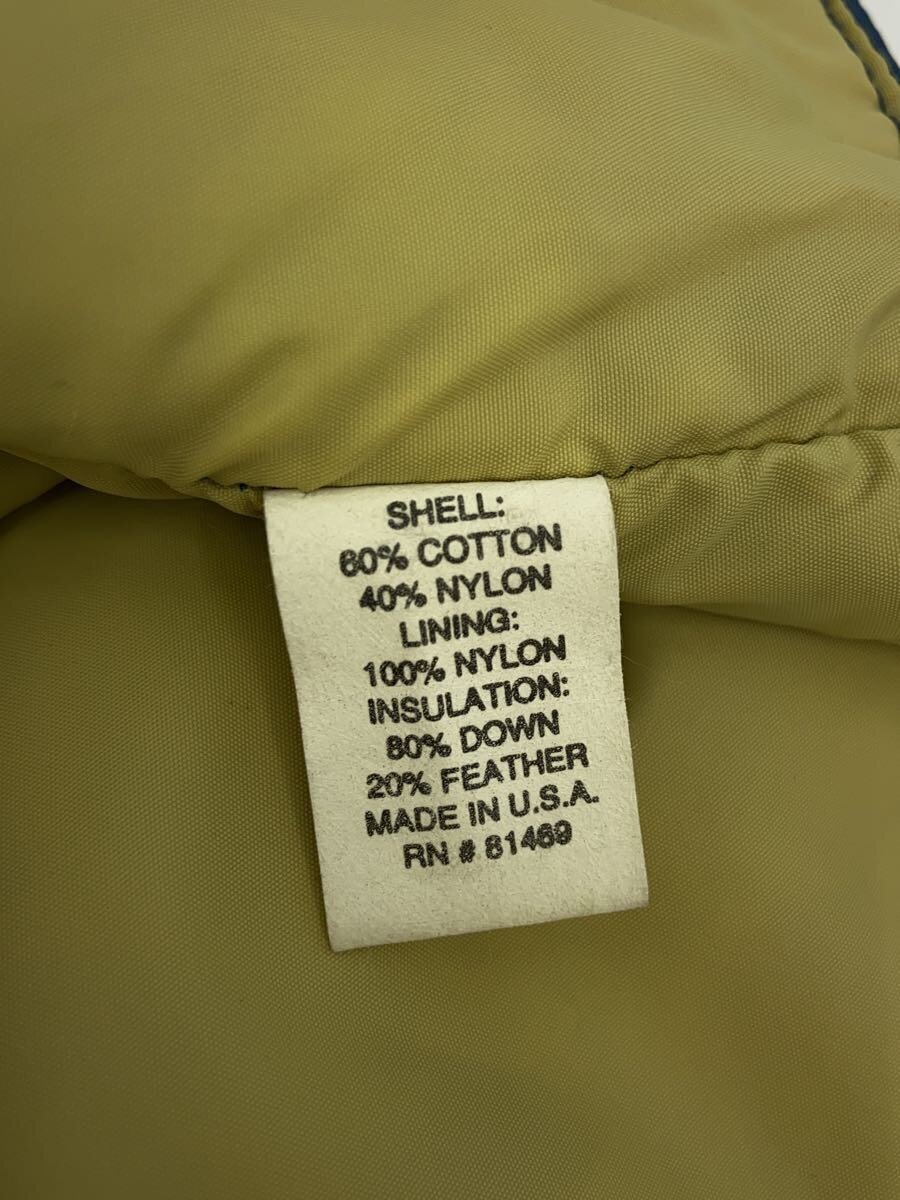 SHELL:
60% COTTON
40% NYLON
LINING:
100% NYLON
INSULATION:
80% DOWN
20% FEATHER
MADE IN U.S.A.
RN # 81469